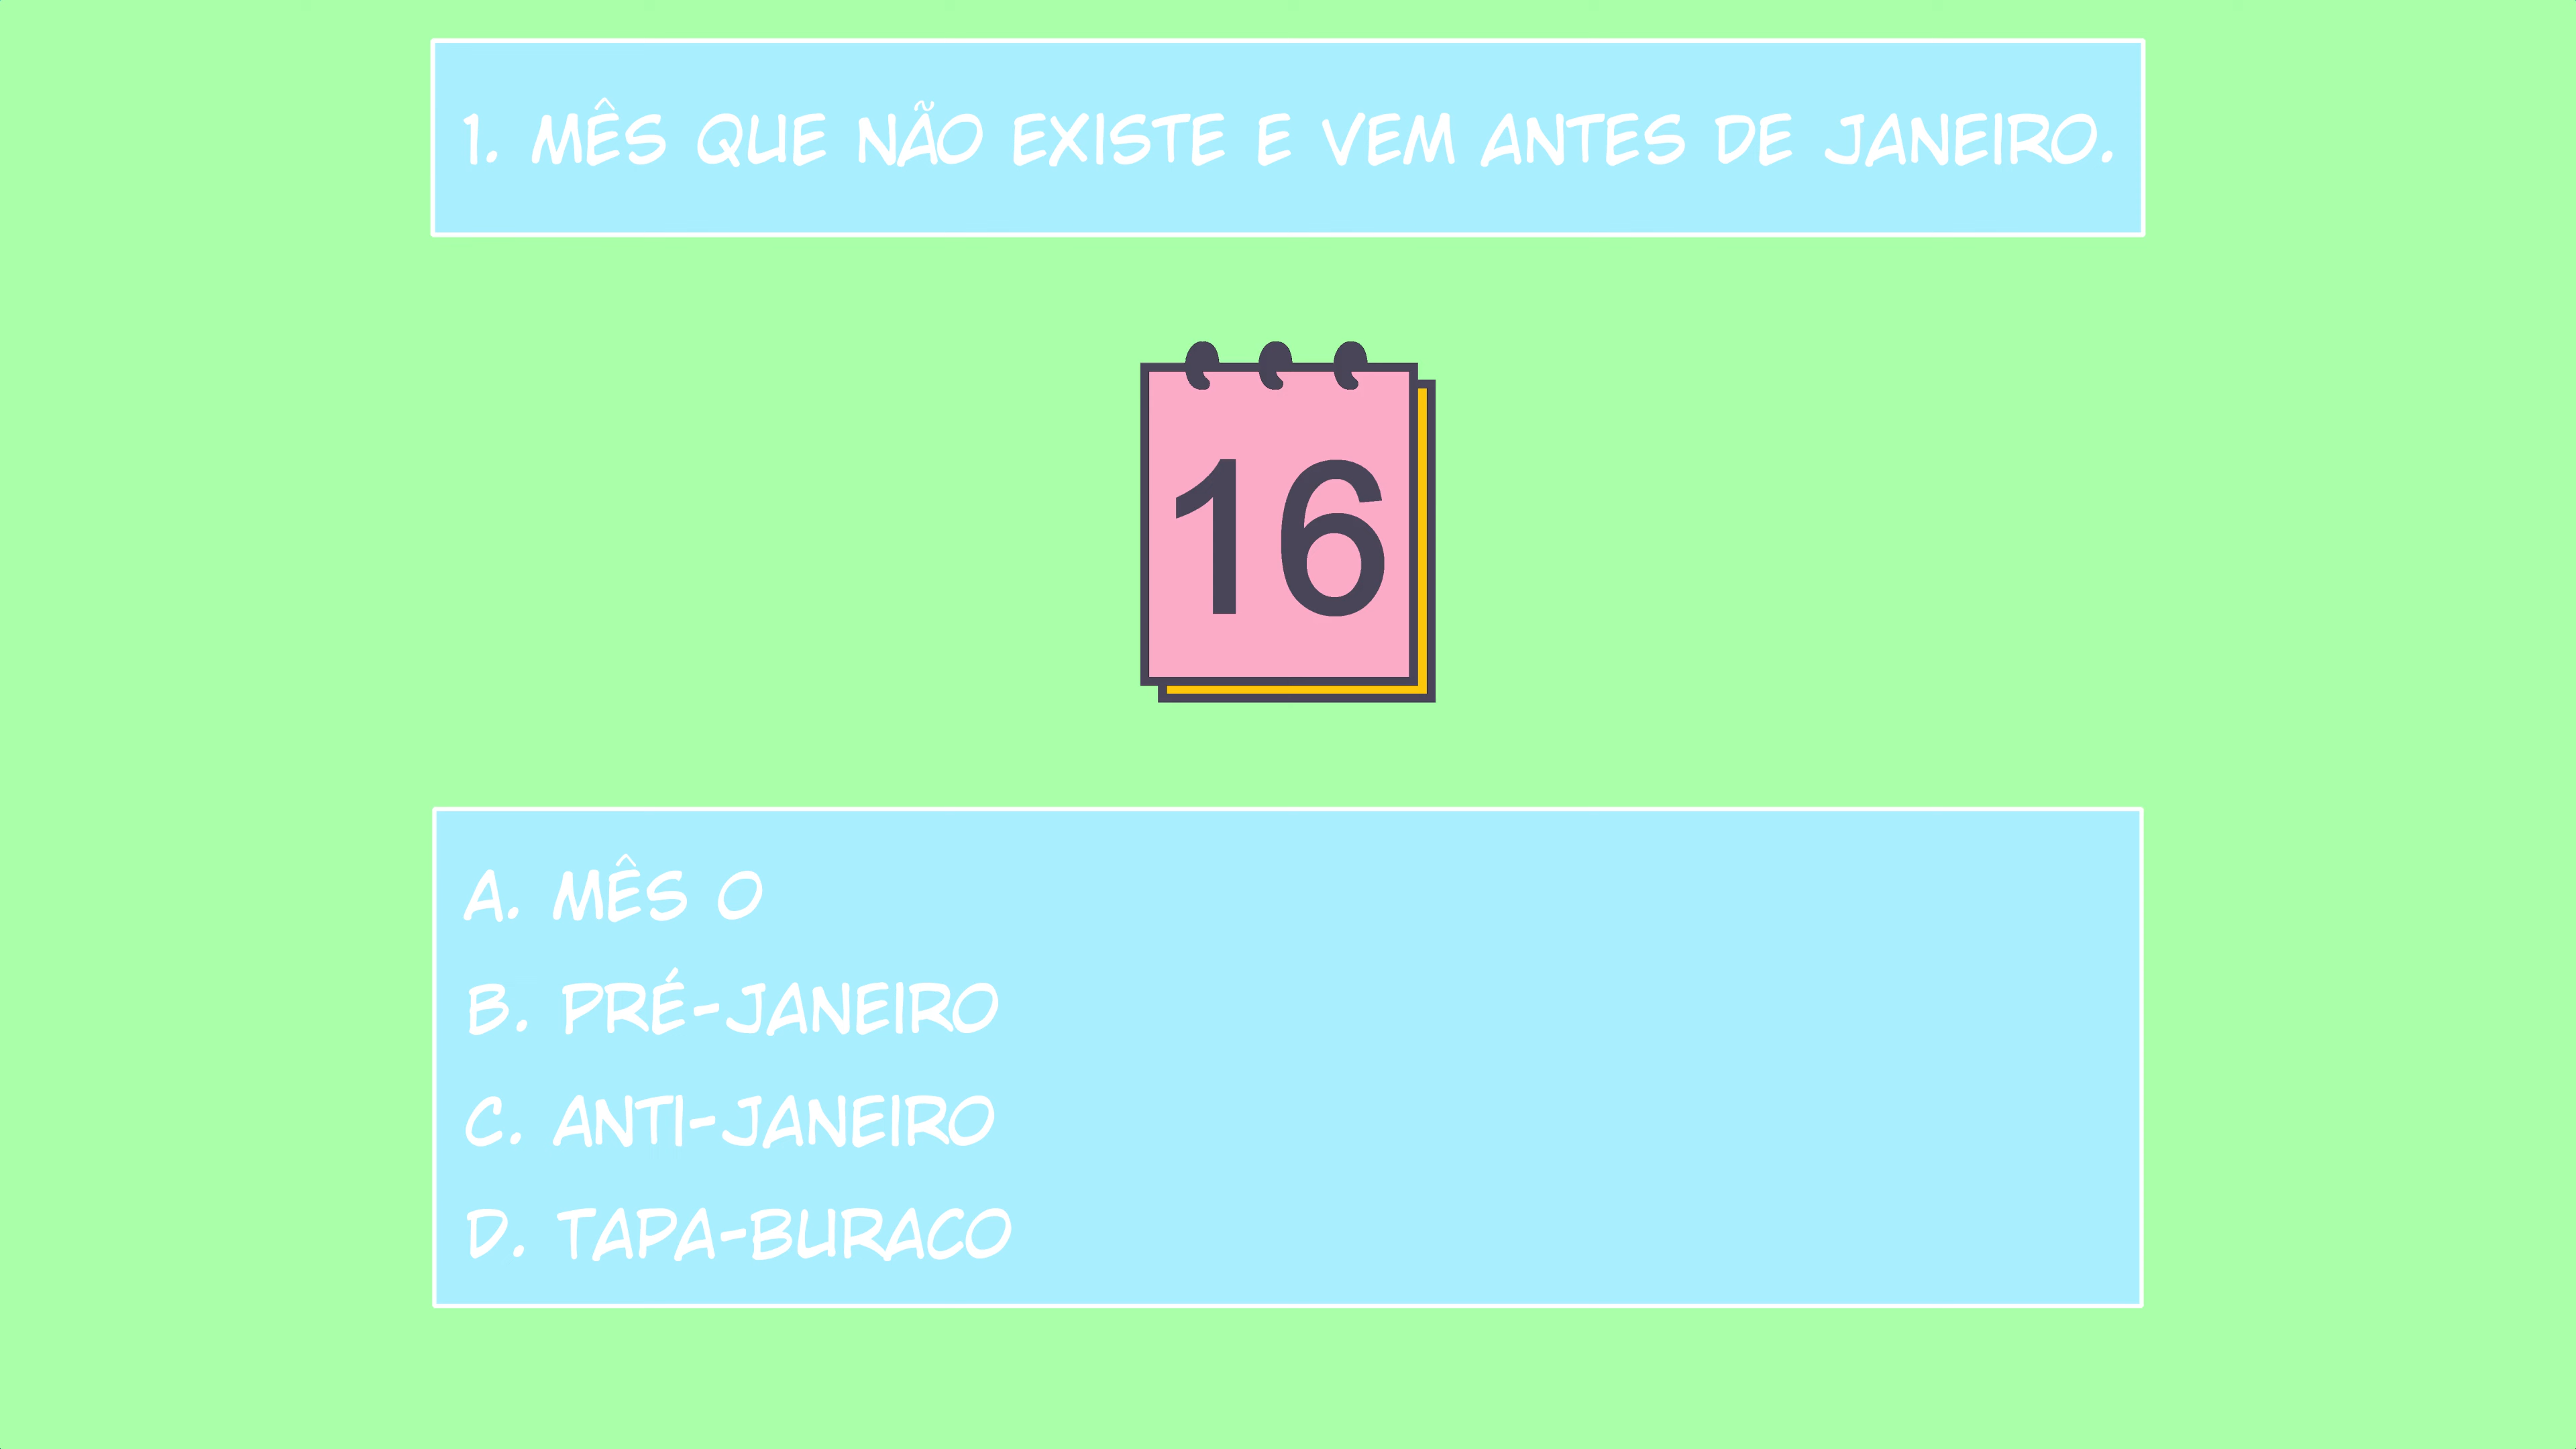 1. MÊS QUE NÃO EXISTE E VEM ANTES DE JANEIRO.
16
A. MÊS 0
B. PRÉ-JANEIRO
C. ANTI-JANEIRO
D. TAPA-BURACO